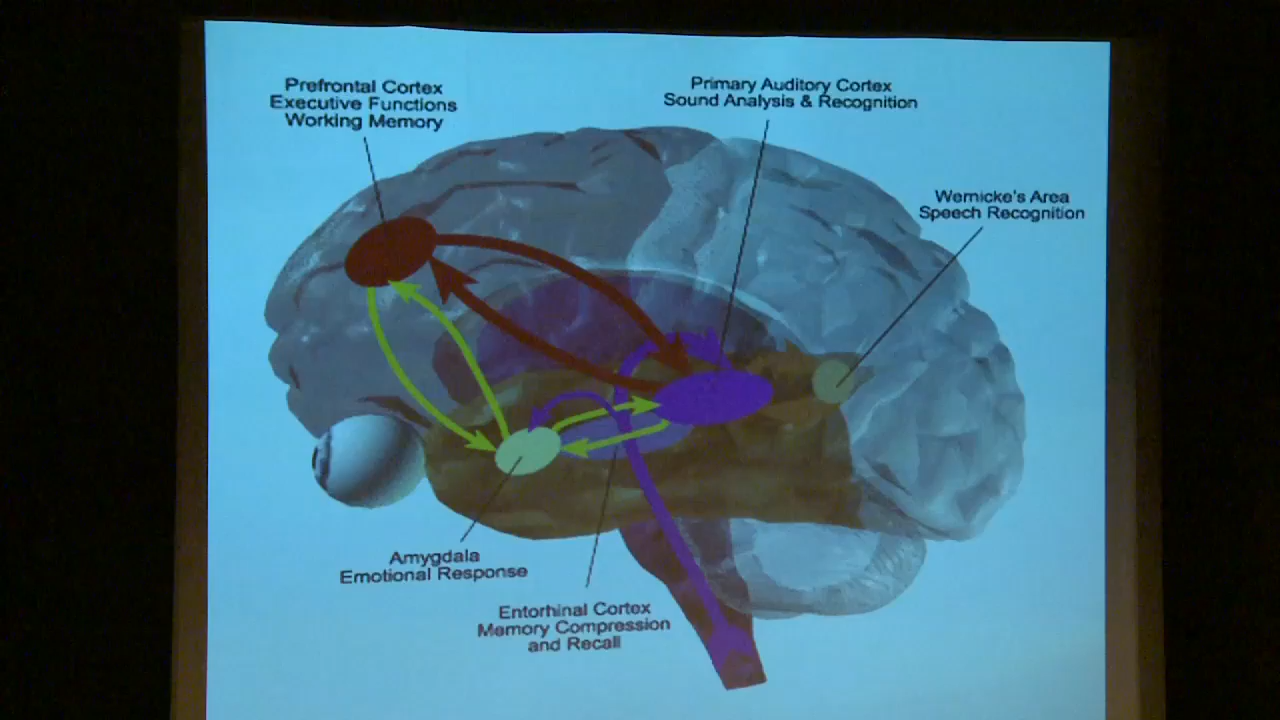 Prefrontal Cortex
Executive Functions
Working Memory
Primary Auditory Cortex
Sound Analysis & Recognition
Wernicke's Area
Speech Recognition
Amygdala
Emotional Response
Entorhinal Cortex
Memory Compression
and Recall